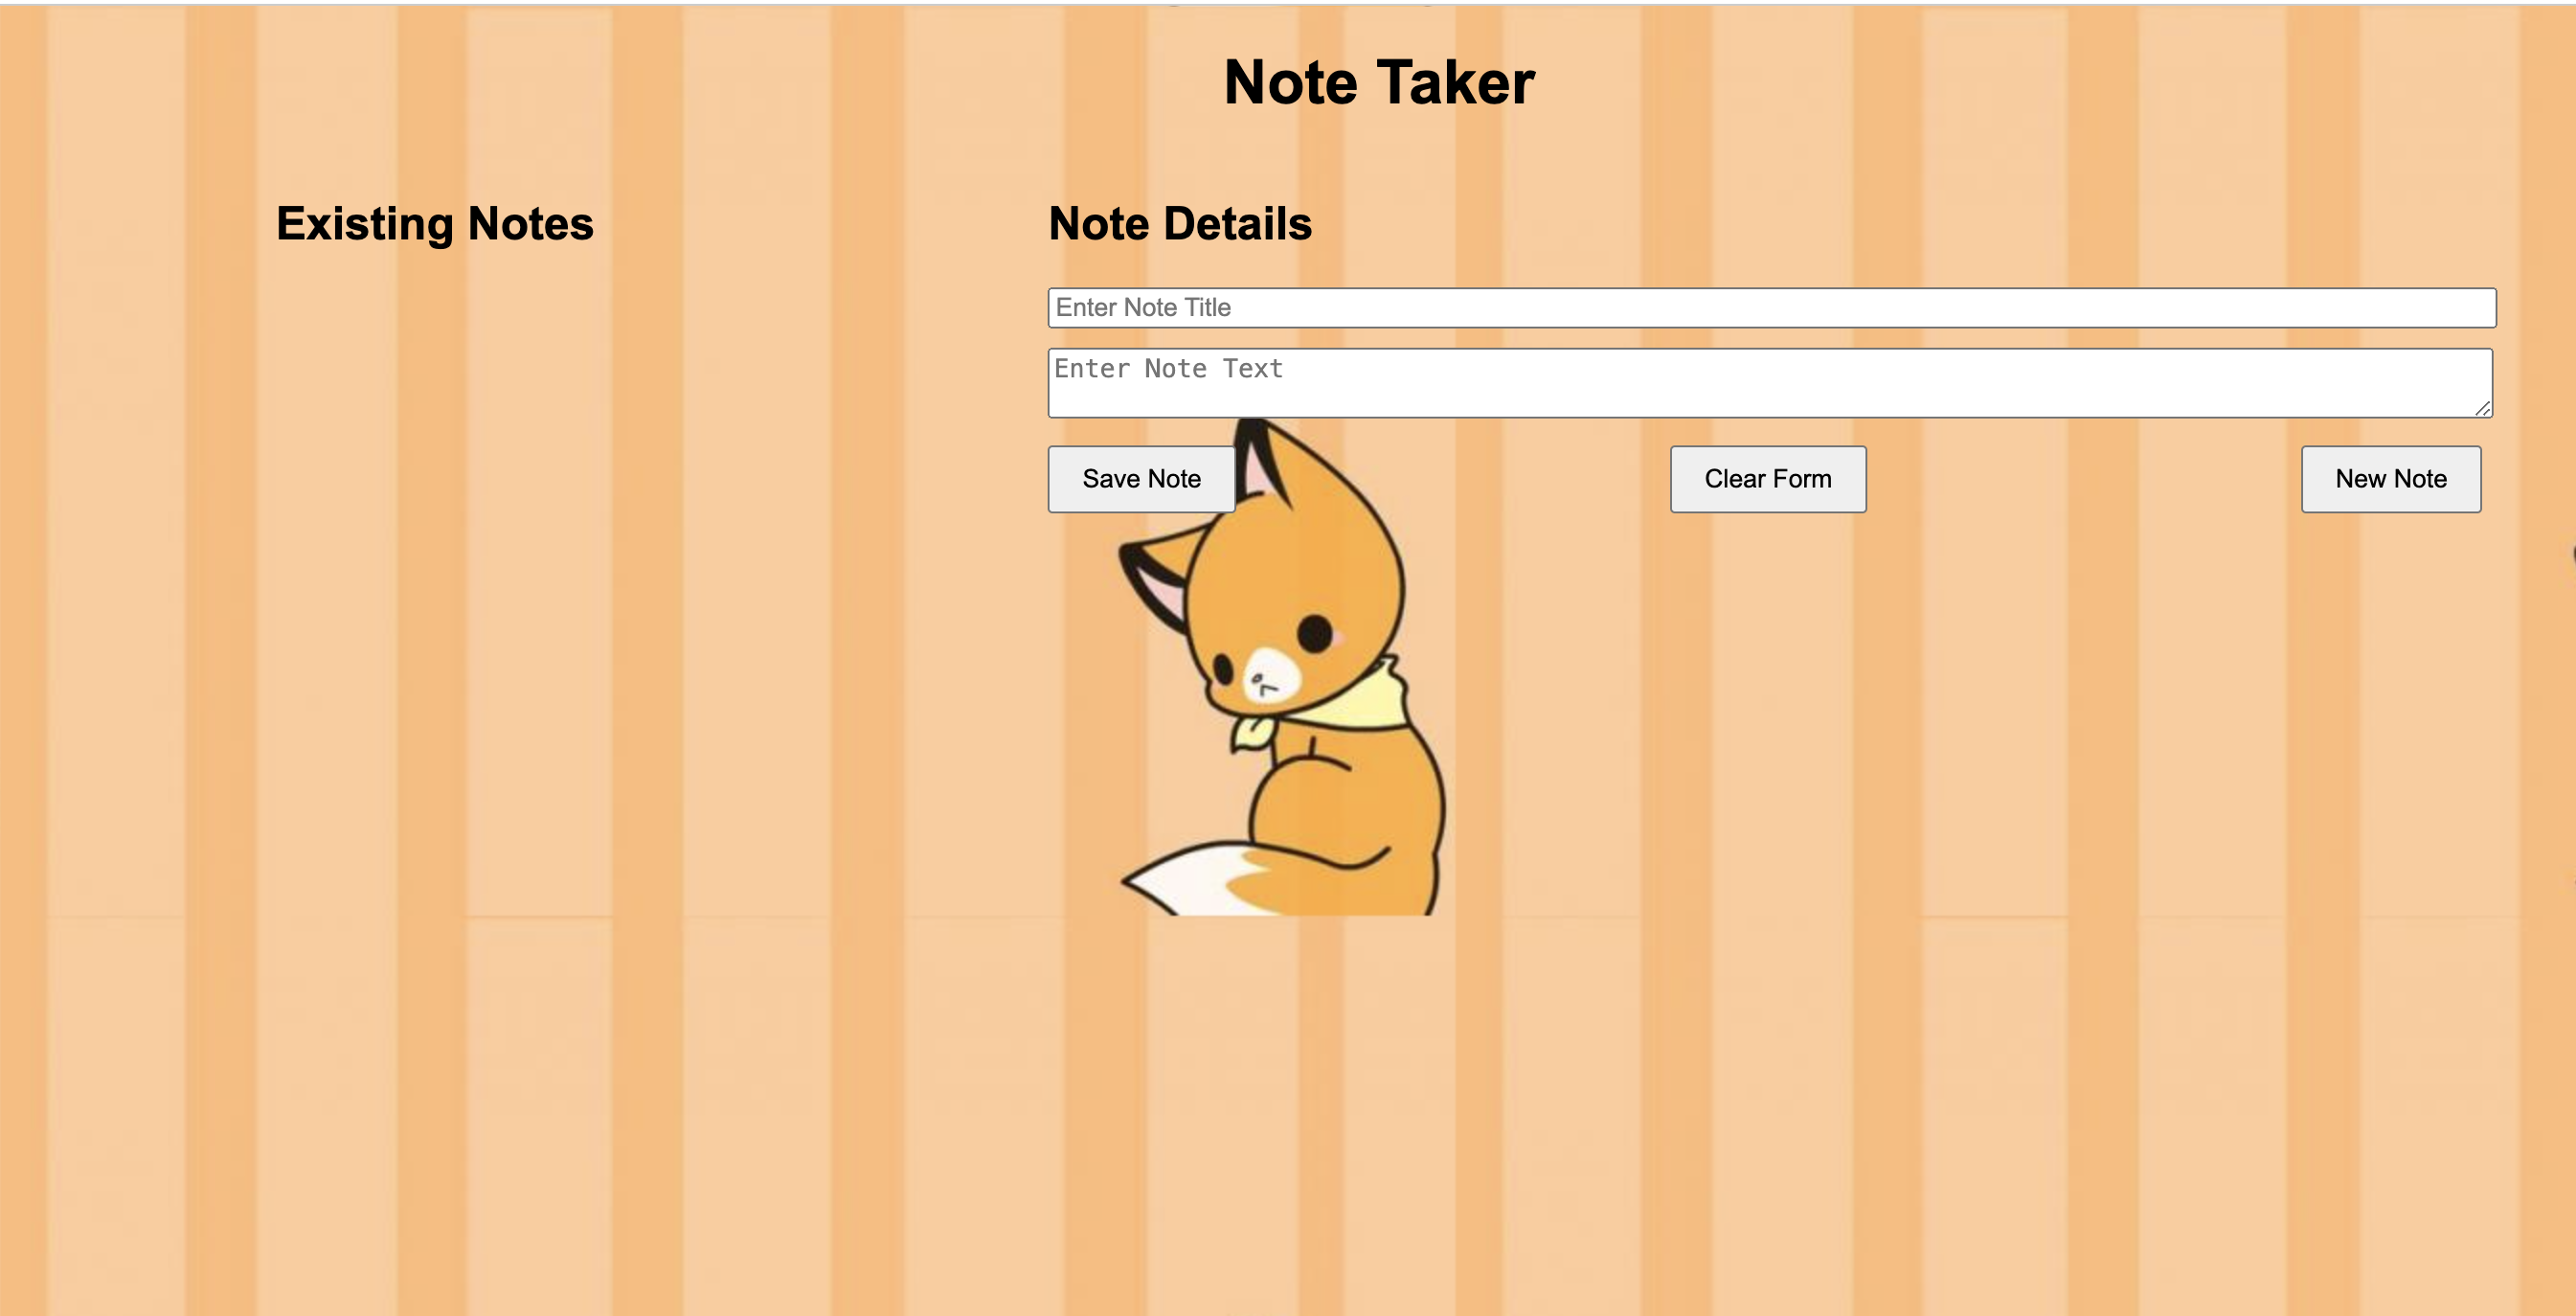 Note Taker
Existing Notes
Note Details
Enter Note Title
Enter Note Text
Save Note
Clear Form
New Note